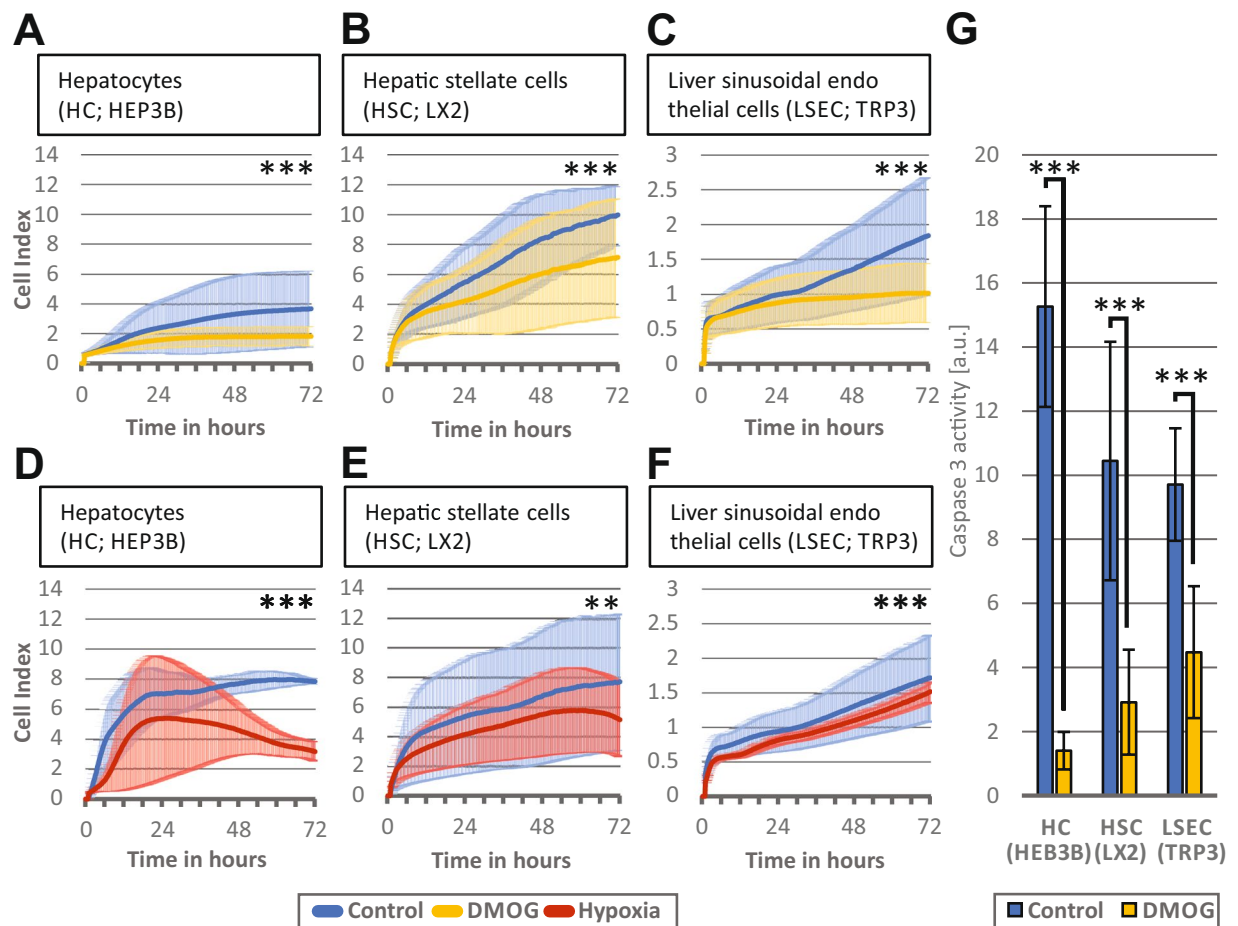 A
B
C
G
Hepatocytes
(HC; HEP3B)
Hepatic stellate cells
(HSC; LX2)
Liver sinusoidal endo
thelial cells (LSEC; TRP3)
14
12
10
8
6
4
2
0
Cell Index
***
0 24 48 72
Time in hours
14
12
10
8
6
4
2
0
***
0 24 48 72
Time in hours
3
2.5
2
1.5
1
0.5
0
***
0 24 48 72
Time in hours
D
E
F
Hepatocytes
(HC; HEP3B)
Hepatic stellate cells
(HSC; LX2)
Liver sinusoidal endo
thelial cells (LSEC; TRP3)
14
12
10
8
6
4
2
0
Cell Index
***
0 24 48 72
Time in hours
14
12
10
8
6
4
2
0
**
0 24 48 72
Time in hours
3
2.5
2
1.5
1
0.5
0
***
0 24 48 72
Time in hours
Control DMOG Hypoxia
20
18
16
14
12
10
8
6
4
2
0
Caspase 3 activity [a.u.]
***
***
***
HC HSC LSEC
(HEB3B) (LX2) (TRP3)
Control DMOG